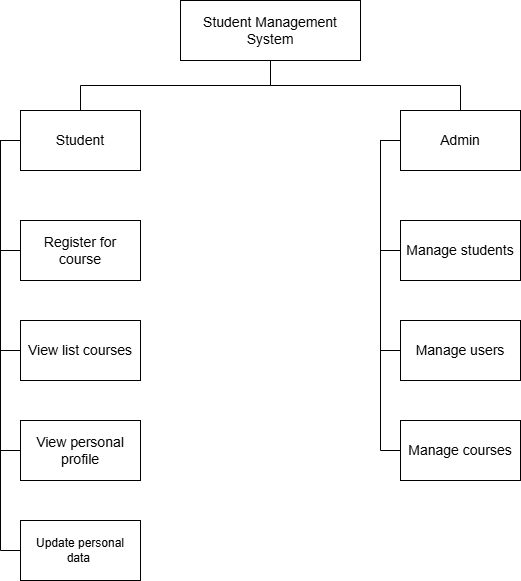 Student Management
System
Student
Admin
Register for
course
Manage students
View list courses
Manage users
View personal
profile
Manage courses
Update personal
data